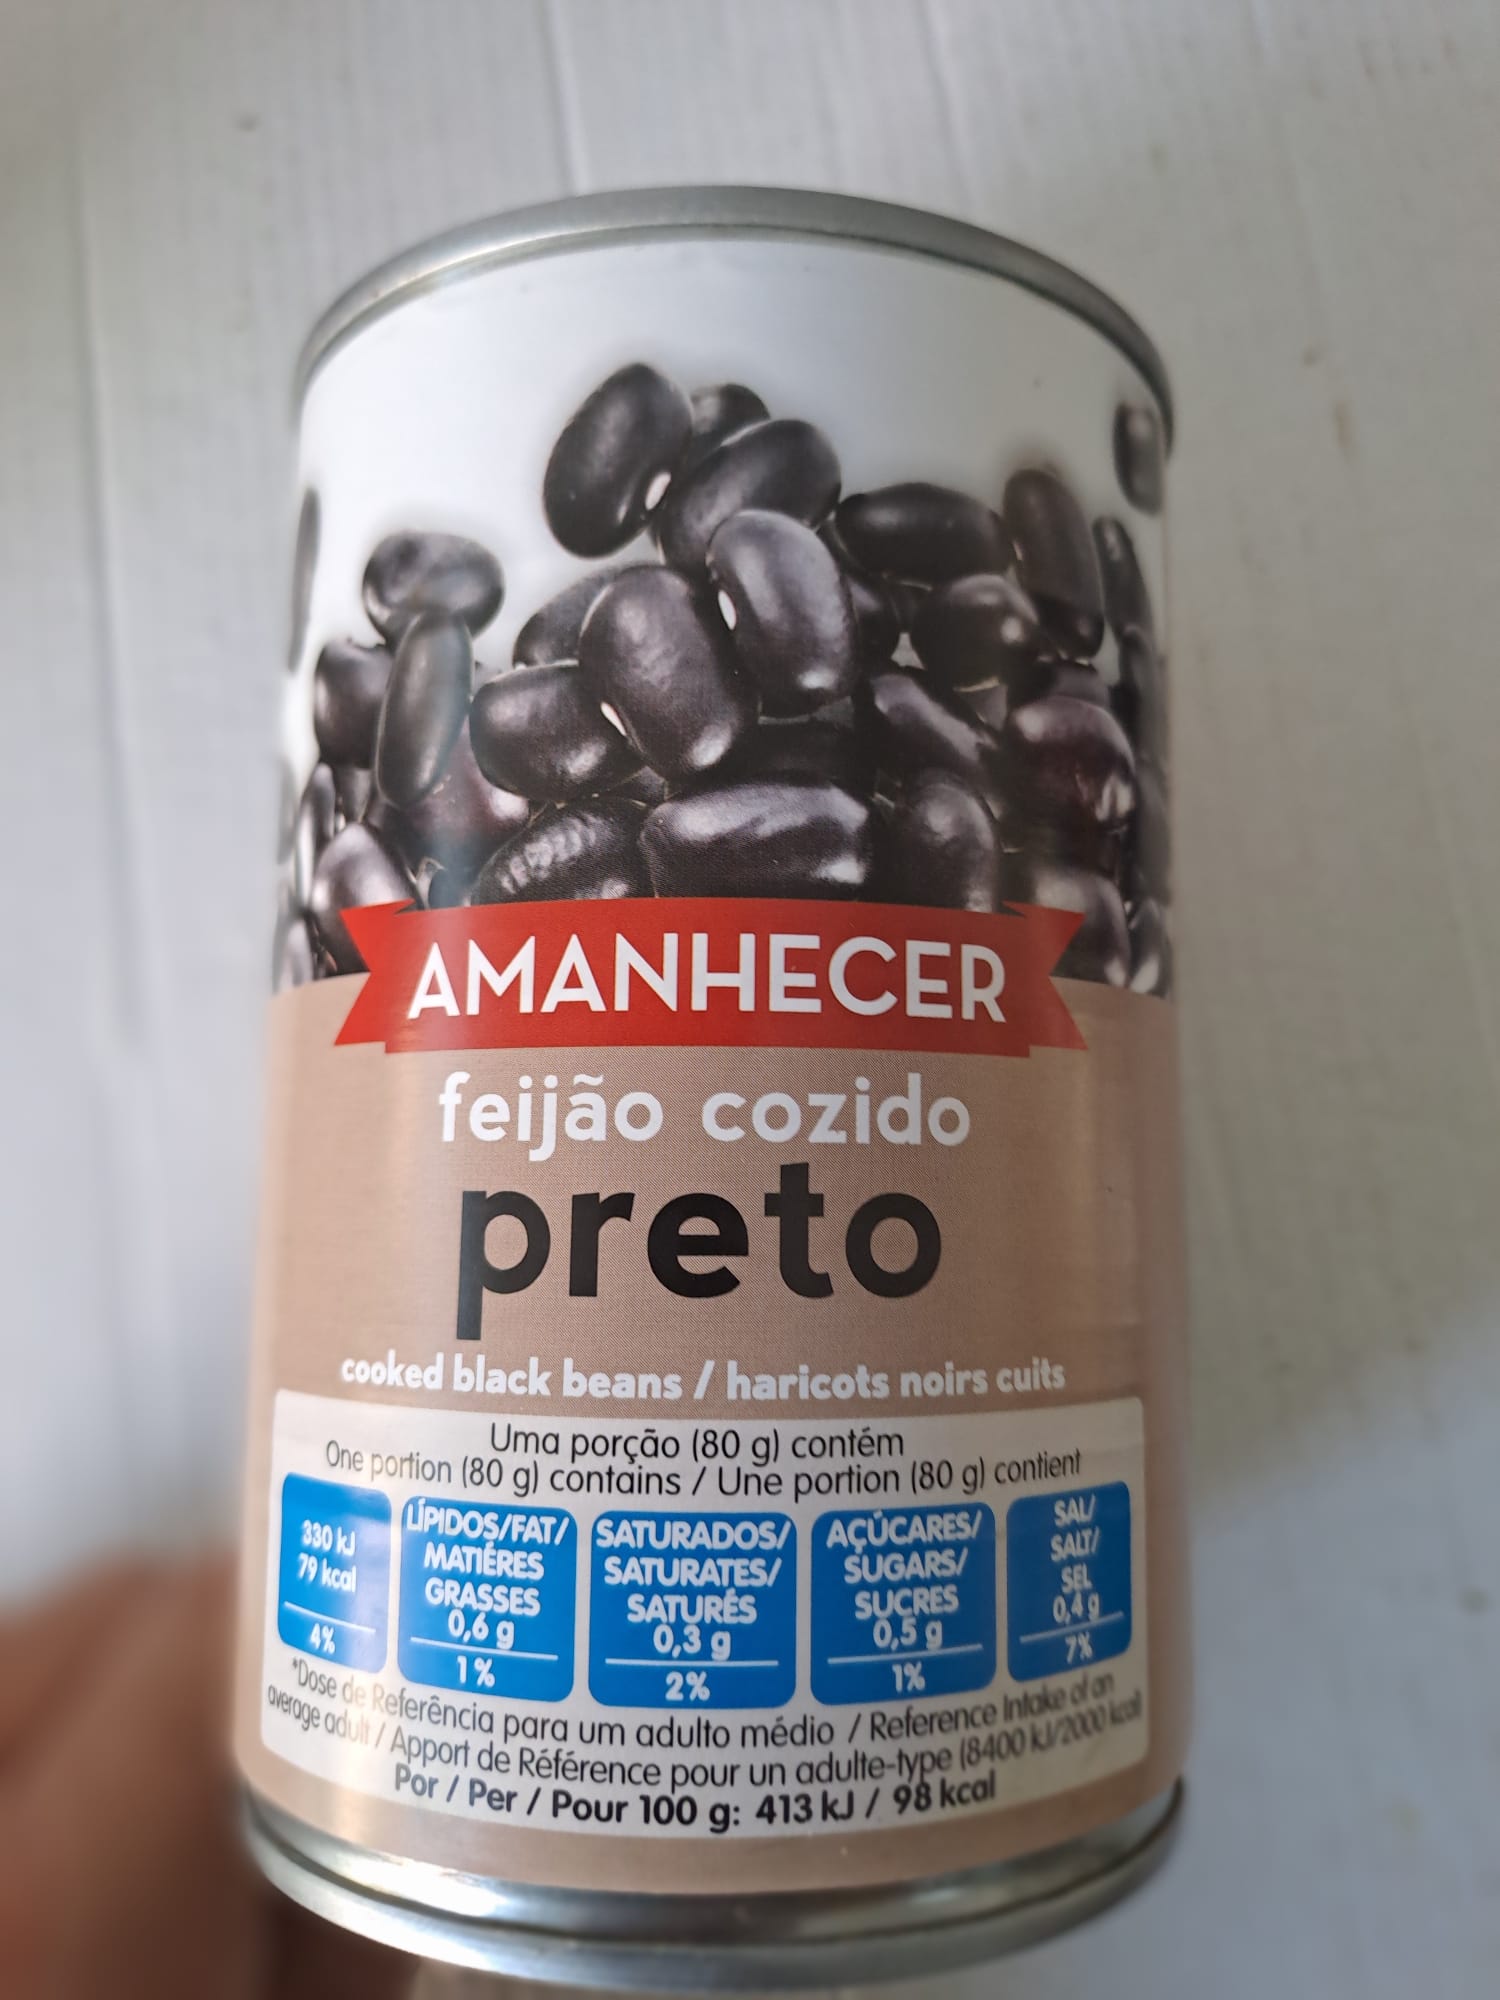 AMANHECER
feijão cozido
preto
cooked black beans / haricots noirs cuits
Uma porção (80 g) contém
One portion (80 g) contains / Une portion (80 g) contient
330 kJ
79 kcal
4%
LÍPIDOS/FAT/
MATIÉRES
GRASSES
0,6 g
1%
SATURADOS/
SATURATES/
SATURÉS
0,3 g
2%
AÇÚCARES/
SUGARS/
SUCRES
0,5 g
1%
SAL/
SALT/
SEL
0,4 g
7%
*Dose de Referência para um adulto médio / Reference Intake of an
average adult / Apport de Référence pour un adulte-type (8400 kJ/2000 kcal)
Por / Per / Pour 100 g: 413 kJ / 98 kcal